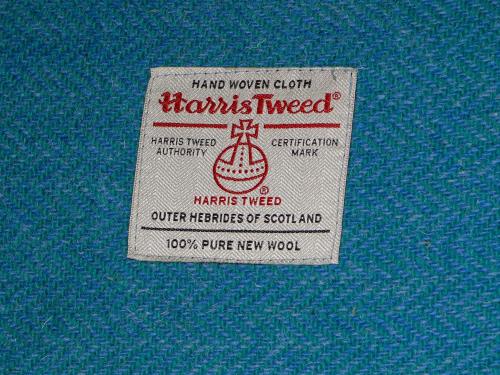 HAND WOVEN CLOTH
Harris Tweed®
HARRIS TWEED CERTIFICATION
AUTHORITY MARK
®
HARRIS TWEED
OUTER HEBRIDES OF SCOTLAND
100% PURE NEW WOOL